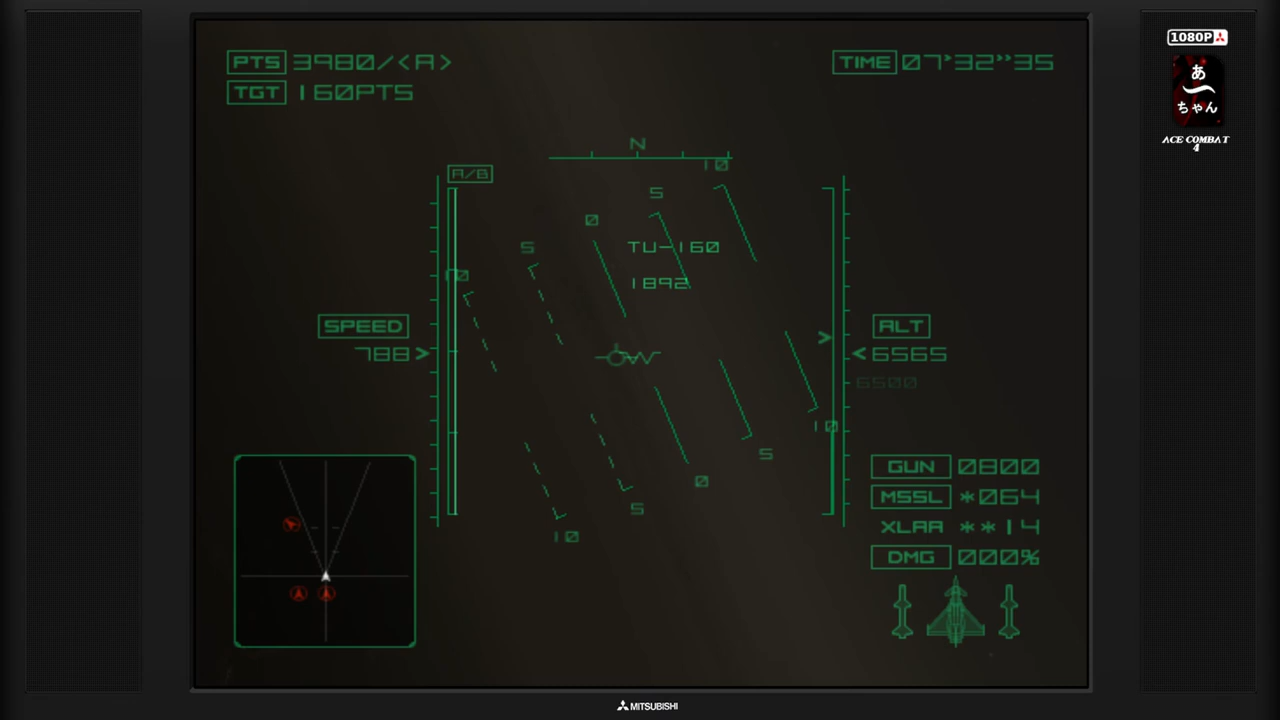 PTS 3980/<A>
TGT 160PTS
TIME 07'32"35
1080P
あーちゃん
ACE COMBAT
4
N
A/B
10
5
0
5
10
TU-160
1892
SPEED
788 >
ALT
< 6565
6500
>
10
5
0
5
10
GUN 0800
MSSL *064
XLAA **14
DMG 000%
MITSUBISHI